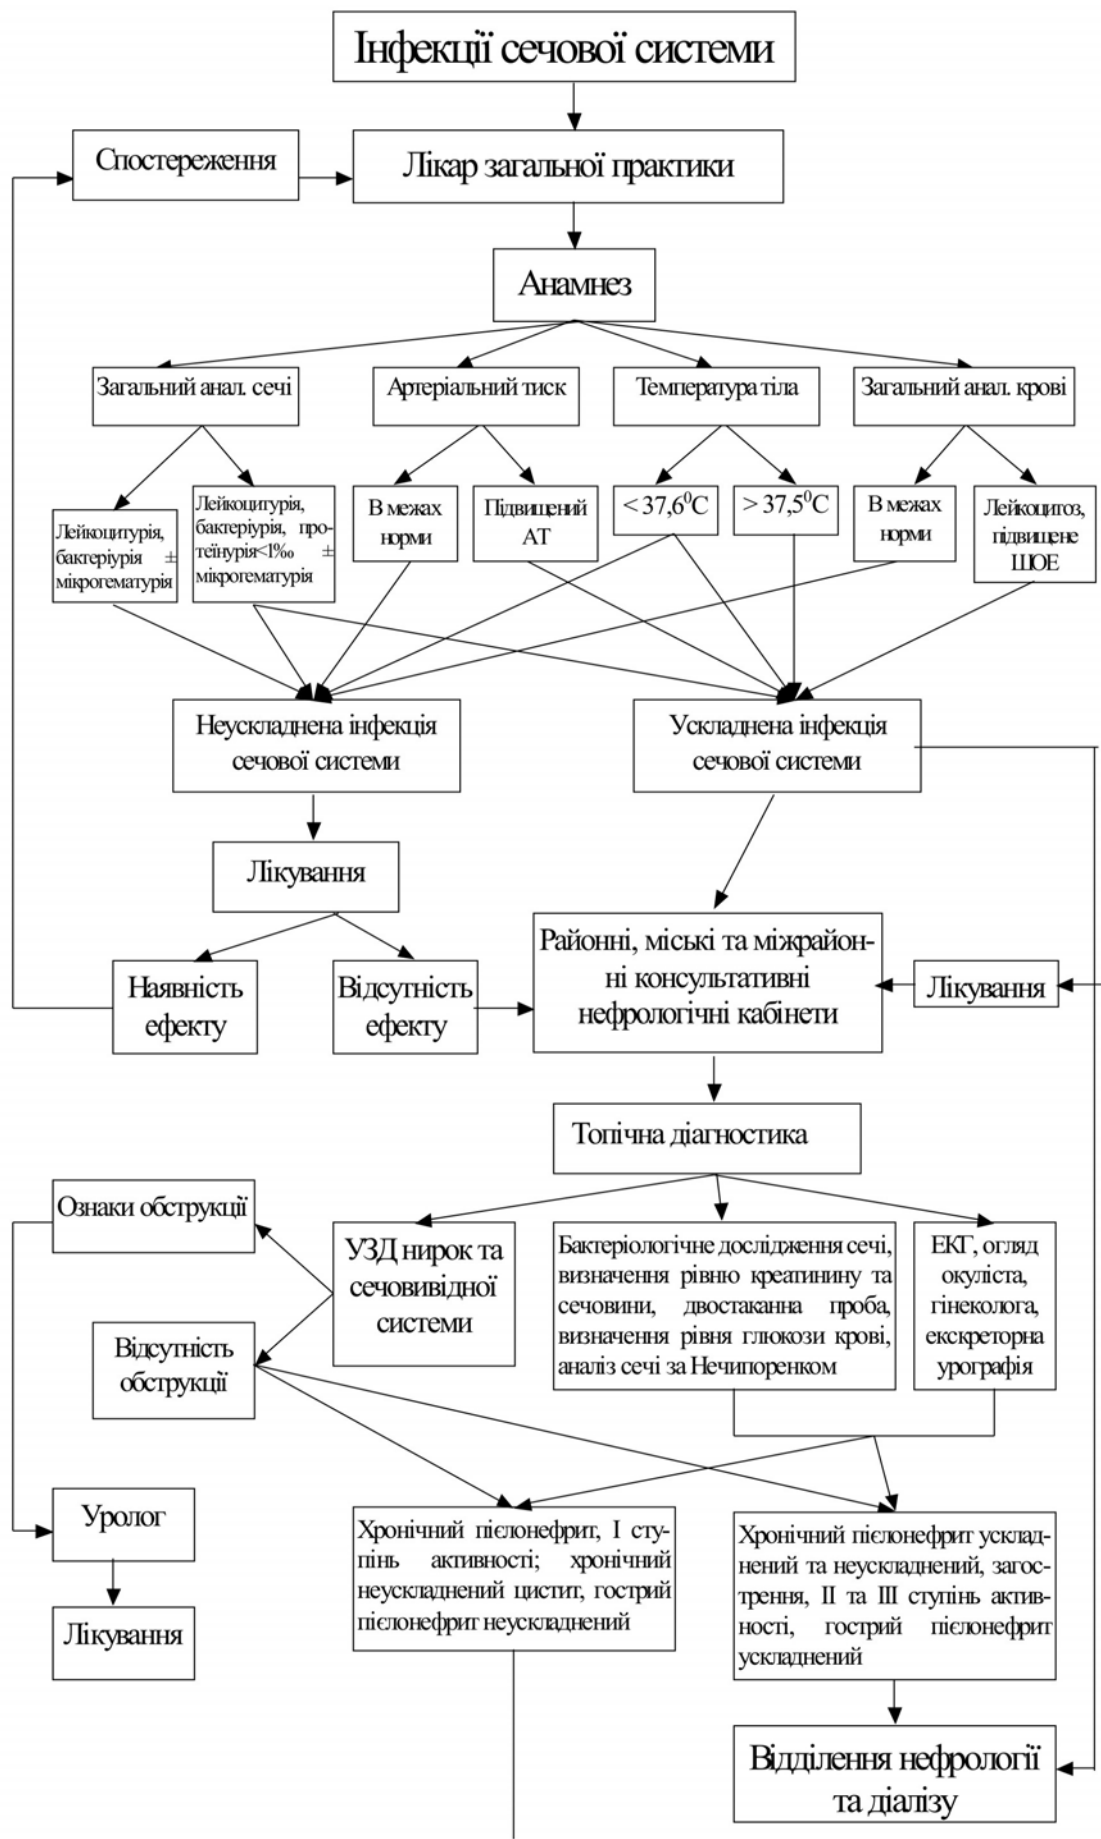 Інфекції сечової системи
Спостереження
Лікар загальної практики
Анамнез
Загальний анал. сечі
Артеріальний тиск
Температура тіла
Загальний анал. крові
Лейкоцитурія,
бактеріурія ±
мікрогематурія
Лейкоцитурія,
бактеріурія, про-
теїнурія<1‰ ±
мікрогематурія
В межах
норми
Підвищений
АТ
< 37,6⁰С
> 37,5⁰С
В межах
норми
Лейкоцитоз,
підвищене
ШОЕ
Неускладнена інфекція
сечової системи
Ускладнена інфекція
сечової системи
Лікування
Наявність
ефекту
Відсутність
ефекту
Районні, міські та міжрайон-
ні консультативні
нефрологічні кабінети
Лікування
Топічна діагностика
Ознаки обструкції
УЗД нирок та
сечовивідної
системи
Бактеріологічне дослідження сечі,
визначення рівню креатинину та
сечовини, двостаканна проба,
визначення рівня глюкози крові,
аналіз сечі за Нечипоренком
ЕКГ, огляд
окуліста,
гінеколога,
екскреторна
урографія
Відсутність
обструкції
Уролог
Лікування
Хронічний пієлонефрит, І сту-
пінь активності; хронічний
неускладнений цистит, гострий
пієлонефрит неускладнений
Хронічний пієлонефрит усклад-
нений та неускладнений, загост-
рення, ІІ та ІІІ ступінь актив-
ності, гострий пієлонефрит
ускладнений
Відділення нефрології
та діалізу